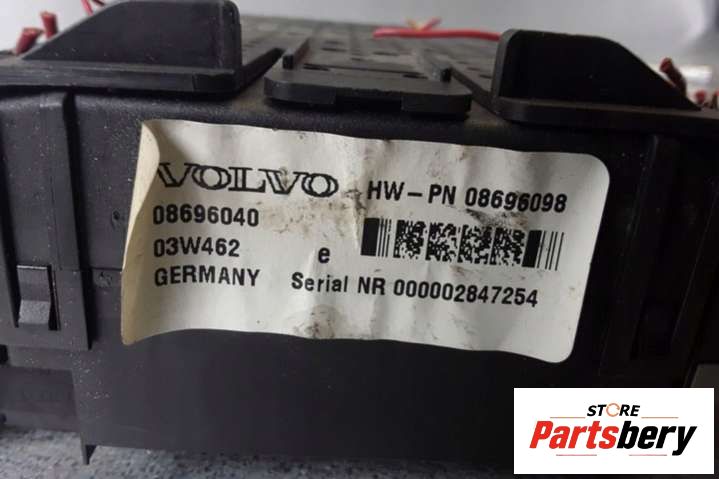 VOLVO HW-PN 08696098
08696040
03W462 e
GERMANY Serial NR 000002847254
STORE
Partsbery